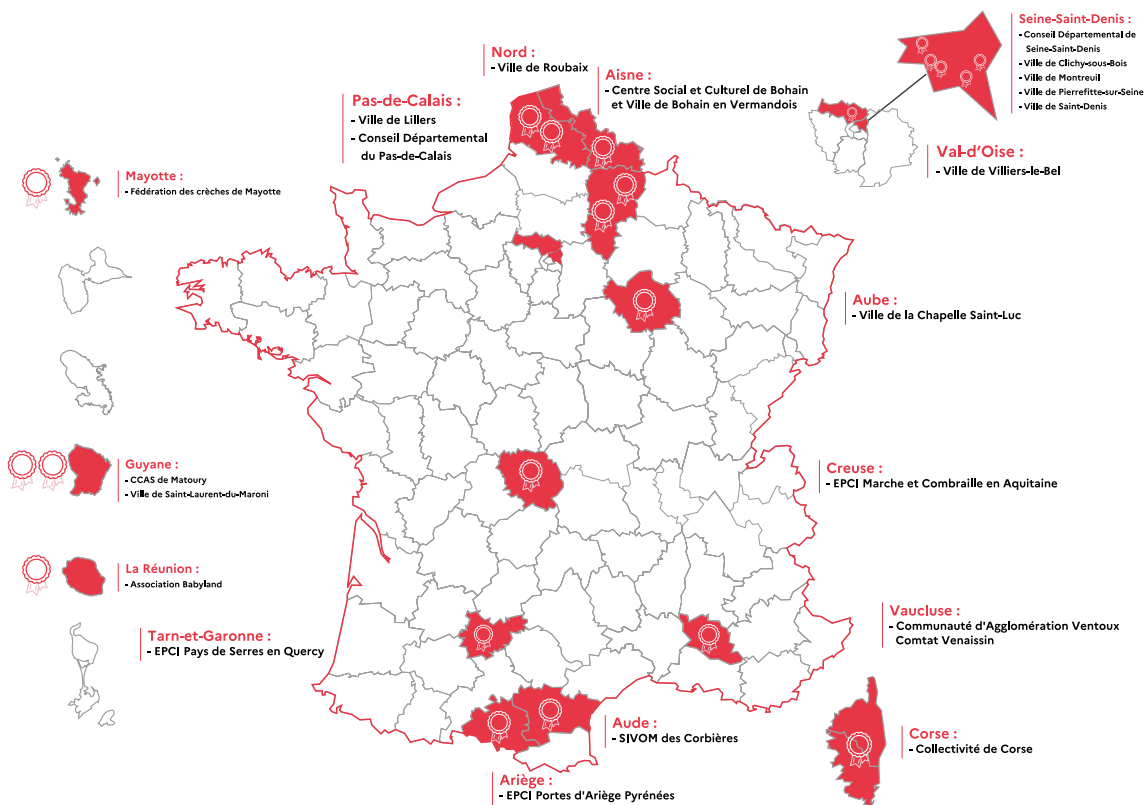 Nord :
- Ville de Roubaix
Aisne :
- Centre Social et Culturel de Bohain
et Ville de Bohain en Vermandois
Seine-Saint-Denis :
- Conseil Départemental de
Seine-Saint-Denis
- Ville de Clichy-sous-Bois
- Ville de Montreuil
- Ville de Pierrefitte-sur-Seine
- Ville de Saint-Denis
Pas-de-Calais :
- Ville de Lillers
- Conseil Départemental
du Pas-de-Calais
Val-d'Oise :
- Ville de Villiers-le-Bel
Mayotte :
- Fédération des crèches de Mayotte
Aube :
- Ville de la Chapelle Saint-Luc
Guyane :
- CCAS de Matoury
- Ville de Saint-Laurent-du-Maroni
Creuse :
- EPCI Marche et Combraille en Aquitaine
La Réunion :
- Association Babyland
Vaucluse :
- Communauté d'Agglomération Ventoux
Comtat Venaissin
Tarn-et-Garonne :
- EPCI Pays de Serres en Quercy
Aude :
- SIVOM des Corbières
Corse :
- Collectivité de Corse
Ariège :
- EPCI Portes d'Ariège Pyrénées